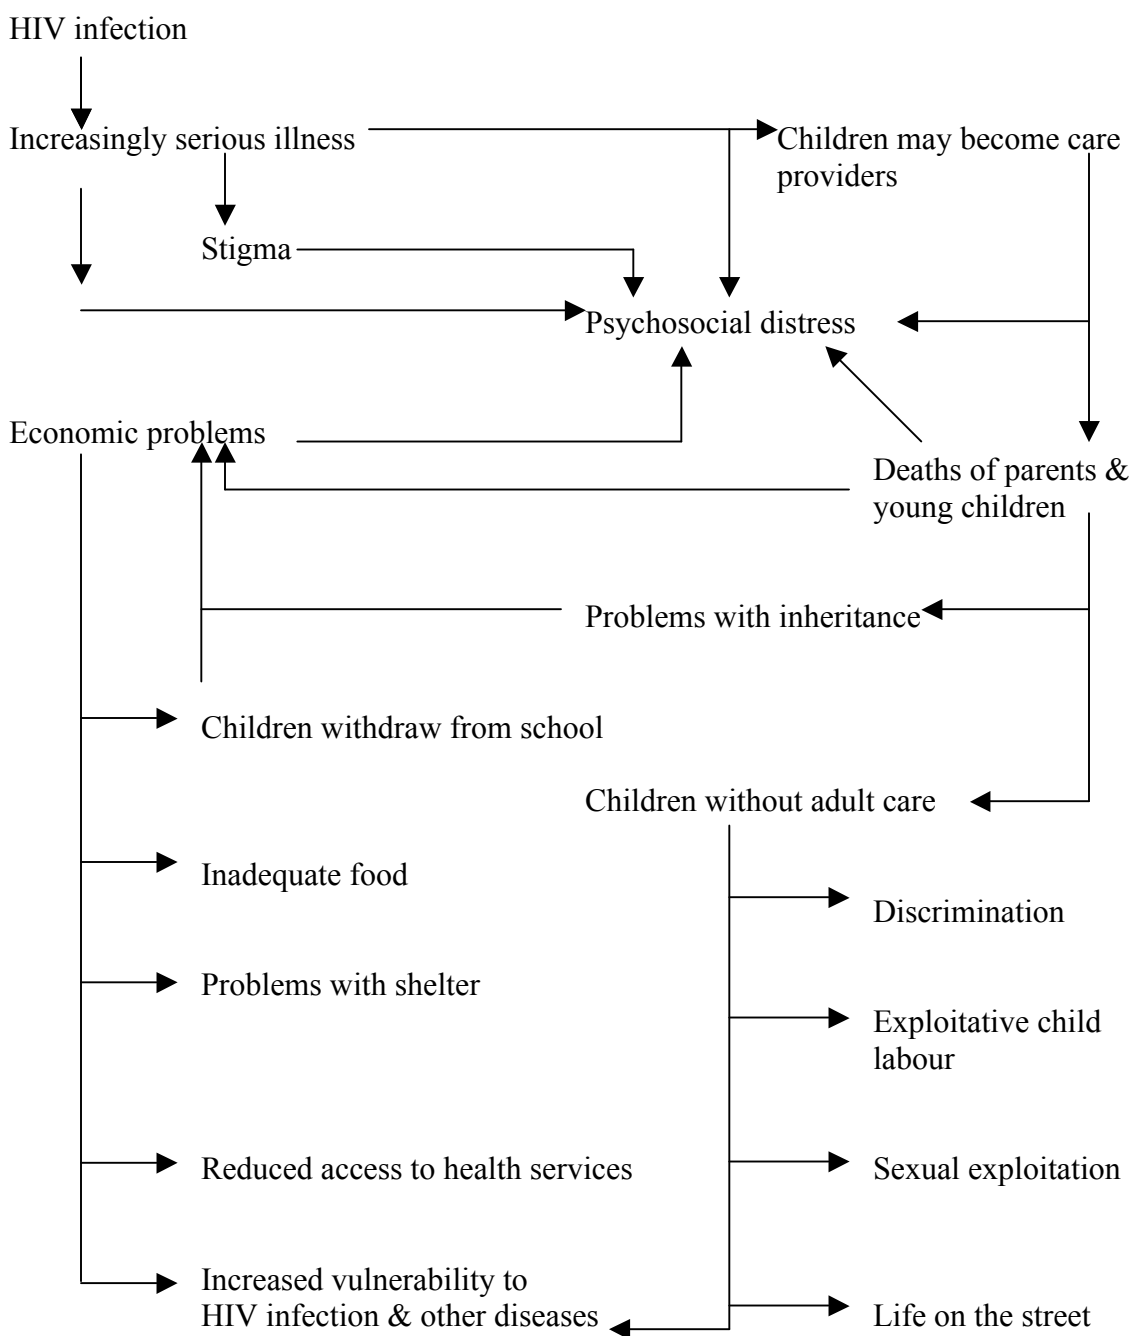 HIV infection
Increasingly serious illness
Children may become care
providers
Stigma
Psychosocial distress
Economic problems
Deaths of parents &
young children
Problems with inheritance
Children withdraw from school
Children without adult care
Inadequate food
Discrimination
Problems with shelter
Exploitative child
labour
Reduced access to health services
Sexual exploitation
Increased vulnerability to
HIV infection & other diseases
Life on the street